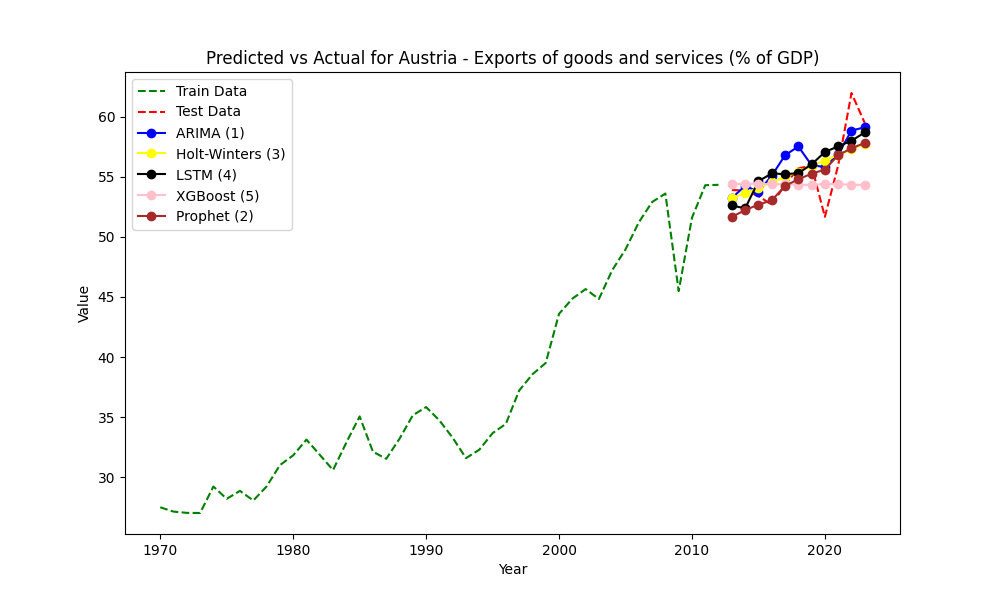 Predicted vs Actual for Austria - Exports of goods and services (% of GDP)
Train Data
Test Data
ARIMA (1)
Holt-Winters (3)
LSTM (4)
XGBoost (5)
Prophet (2)
Value
60
55
50
45
40
35
30
1970
1980
1990
2000
2010
2020
Year